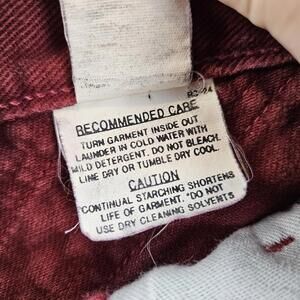 RECOMMENDED CARE
TURN GARMENT INSIDE OUT.
LAUNDER IN COLD WATER WITH
MILD DETERGENT. DO NOT BLEACH.
LINE DRY OR TUMBLE DRY COOL.
CAUTION
CONTINUAL STARCHING SHORTENS
LIFE OF GARMENT. "DO NOT
USE DRY CLEANING SOLVENTS